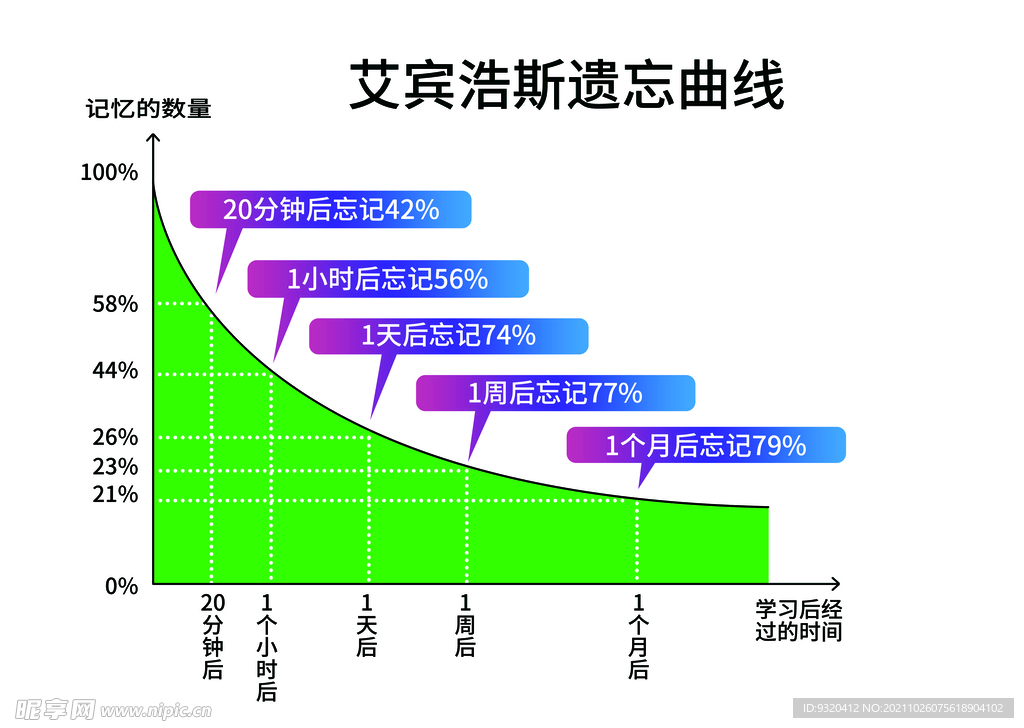 艾宾浩斯遗忘曲线
记忆的数量
100%
20分钟后忘记42%
1小时后忘记56%
58%
1天后忘记74%
44%
1周后忘记77%
26%
1个月后忘记79%
23%
21%
0%
20分钟后
1个小时后
1天后
1周后
1个月后
学习后经
过的时间
昵享网 www.nipic.cn
ID:9320412 NO:20211026075618904102